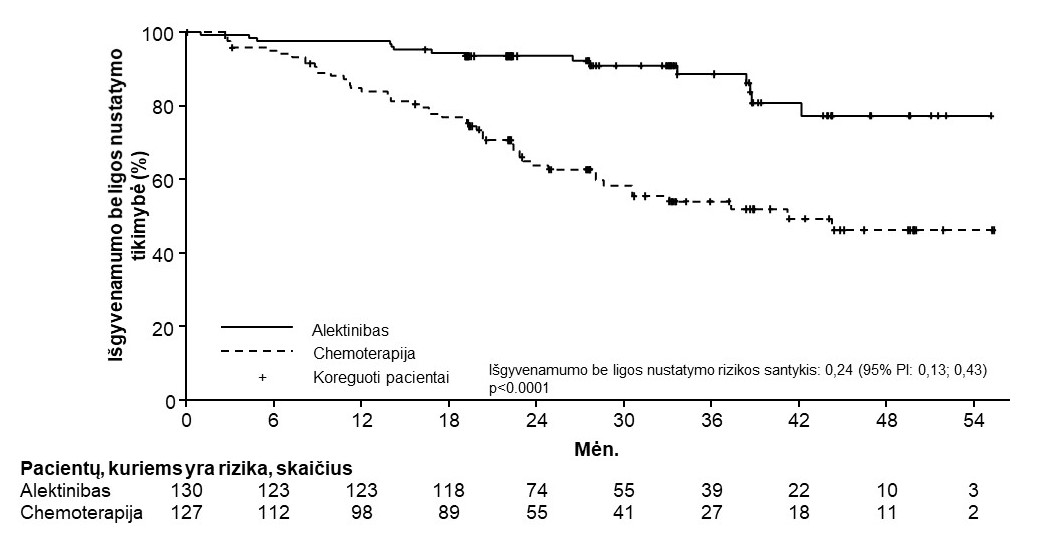 Išgyvenamumo be ligos nustatymo
tikimybė (%)
100
80
60
40
20
0
Alektinibas
Chemoterapija
+ Koreguoti pacientai
Išgyvenamumo be ligos nustatymo rizikos santykis: 0,24 (95% PI: 0,13; 0,43)
p<0.0001
0 6 12 18 24 30 36 42 48 54
Mėn.
Pacientų, kuriems yra rizika, skaičius
Alektinibas 130 123 123 118 74 55 39 22 10 3
Chemoterapija 127 112 98 89 55 41 27 18 11 2